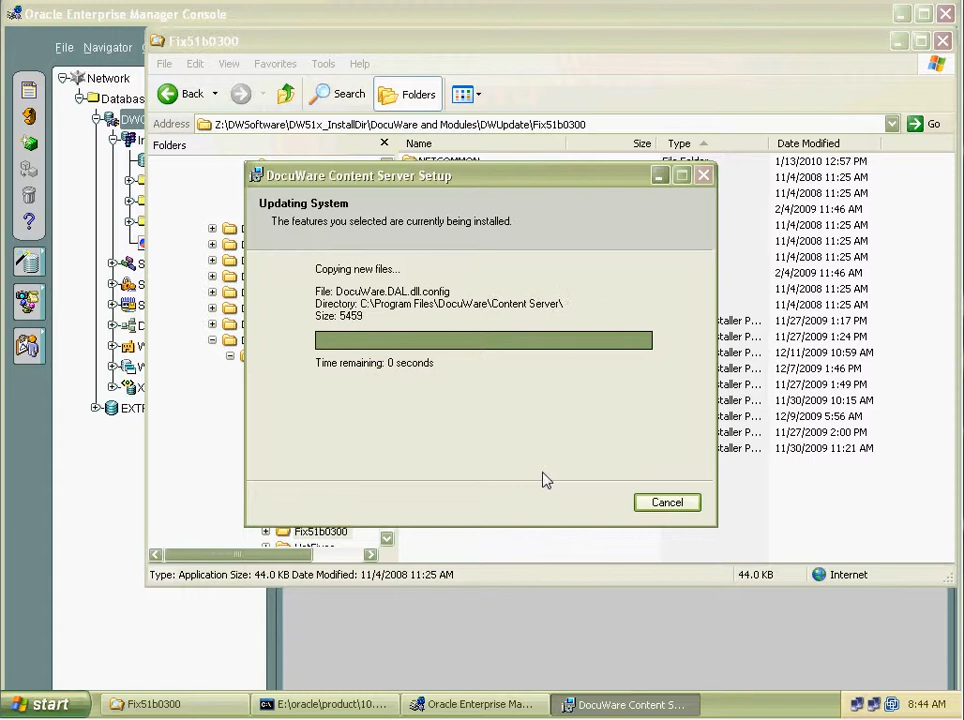 Oracle Enterprise Manager Console
Fix51b0300
File Navigator
File Edit View Favorites Tools Help
Back Search Folders
Address Z:\DWSoftware\DW51x_InstallDir\DocuWare and Modules\DWUpdate\Fix51b0300 Go
Folders Name Size Type Date Modified
Network
Databas
EXTR
NETCOMMON
1/13/2010 12:57 PM
11/4/2008 11:25 AM
11/4/2008 11:25 AM
2/4/2009 11:46 AM
11/4/2008 11:25 AM
11/4/2008 11:25 AM
11/4/2008 11:25 AM
2/4/2009 11:46 AM
11/4/2008 11:25 AM
11/4/2008 11:25 AM
staller P... 11/27/2009 1:17 PM
staller P... 11/27/2009 1:24 PM
staller P... 12/11/2009 10:59 AM
staller P... 12/7/2009 1:46 PM
staller P... 11/27/2009 1:49 PM
staller P... 11/30/2009 10:15 AM
staller P... 12/9/2009 5:56 AM
staller P... 11/27/2009 2:00 PM
staller P... 11/30/2009 11:21 AM
DocuWare Content Server Setup
Updating System
The features you selected are currently being installed.
Copying new files...
File: DocuWare.DAL.dll.config
Directory: C:\Program Files\DocuWare\Content Server\
Size: 5459
Time remaining: 0 seconds
Cancel
Fix51b0300
Type: Application Size: 44.0 KB Date Modified: 11/4/2008 11:25 AM 44.0 KB Internet
start Fix51b0300 E:\oracle\product\10.... Oracle Enterprise Ma... DocuWare Content S... 8:44 AM